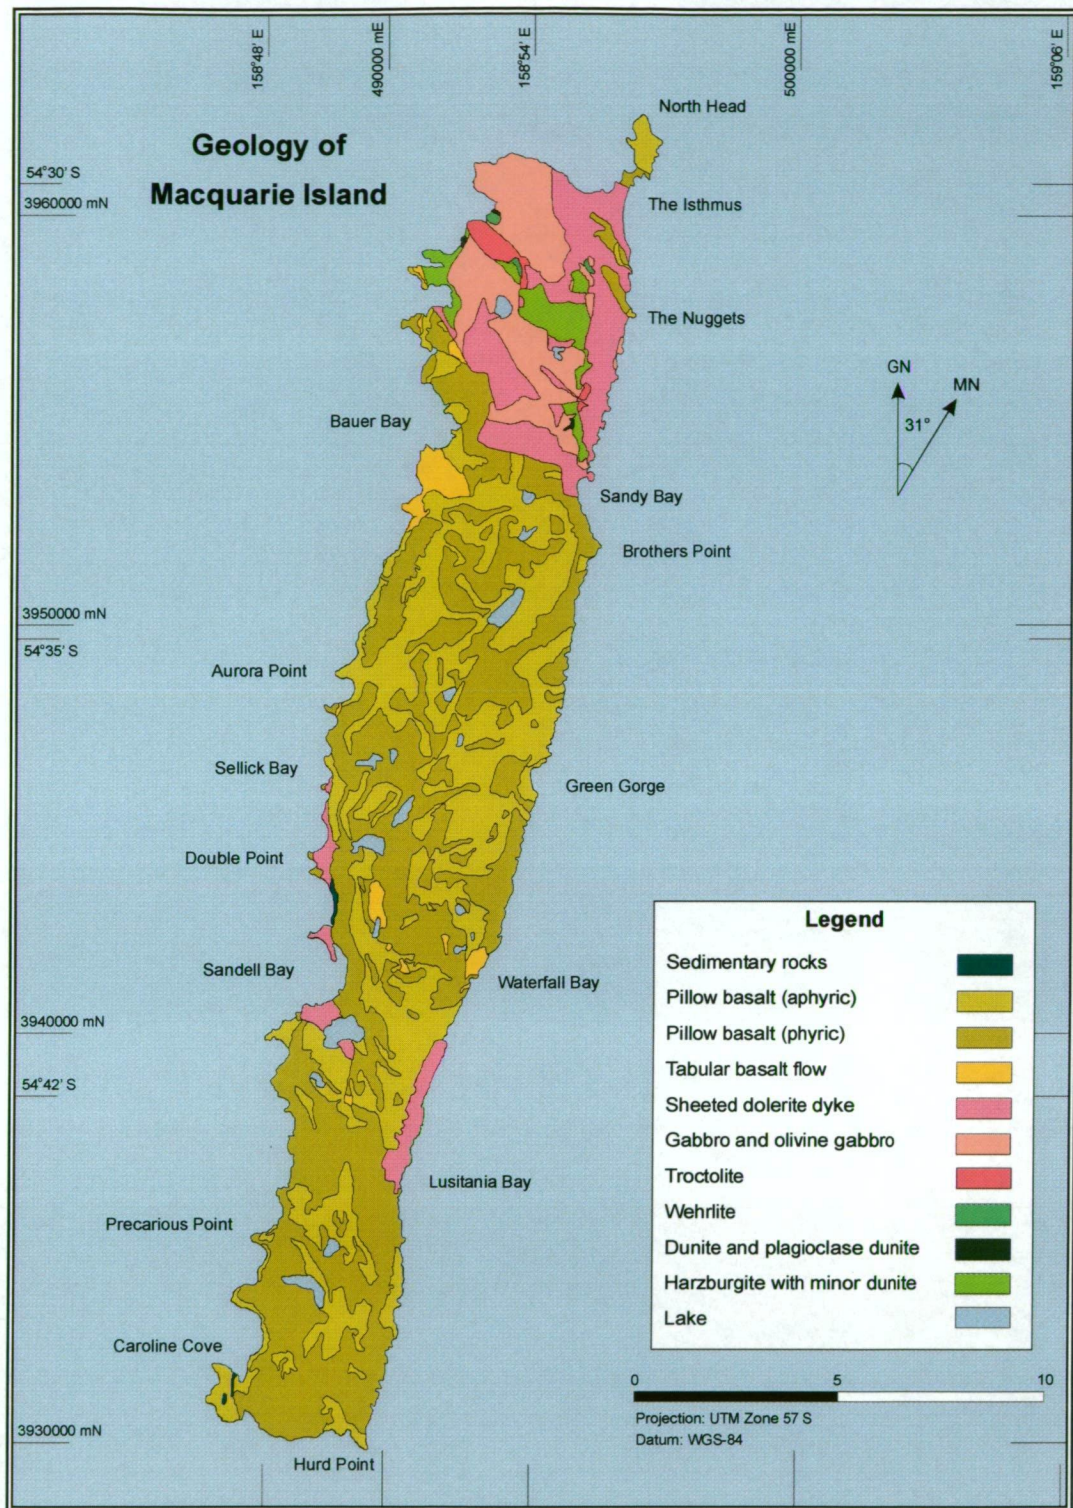 158°48' E
490000 mE
158°54' E
500000 mE
159°06' E
Geology of
Macquarie Island
North Head
54°30' S
3960000 mN
The Isthmus
The Nuggets
GN
MN
31°
Bauer Bay
Sandy Bay
Brothers Point
3950000 mN
54°35' S
Aurora Point
Sellick Bay
Green Gorge
Double Point
Sandell Bay
Waterfall Bay
3940000 mN
54°42' S
Lusitania Bay
Precarious Point
Caroline Cove
3930000 mN
Hurd Point
Legend
Sedimentary rocks
Pillow basalt (aphyric)
Pillow basalt (phyric)
Tabular basalt flow
Sheeted dolerite dyke
Gabbro and olivine gabbro
Troctolite
Wehrlite
Dunite and plagioclase dunite
Harzburgite with minor dunite
Lake
0 5 10
Projection: UTM Zone 57 S
Datum: WGS-84